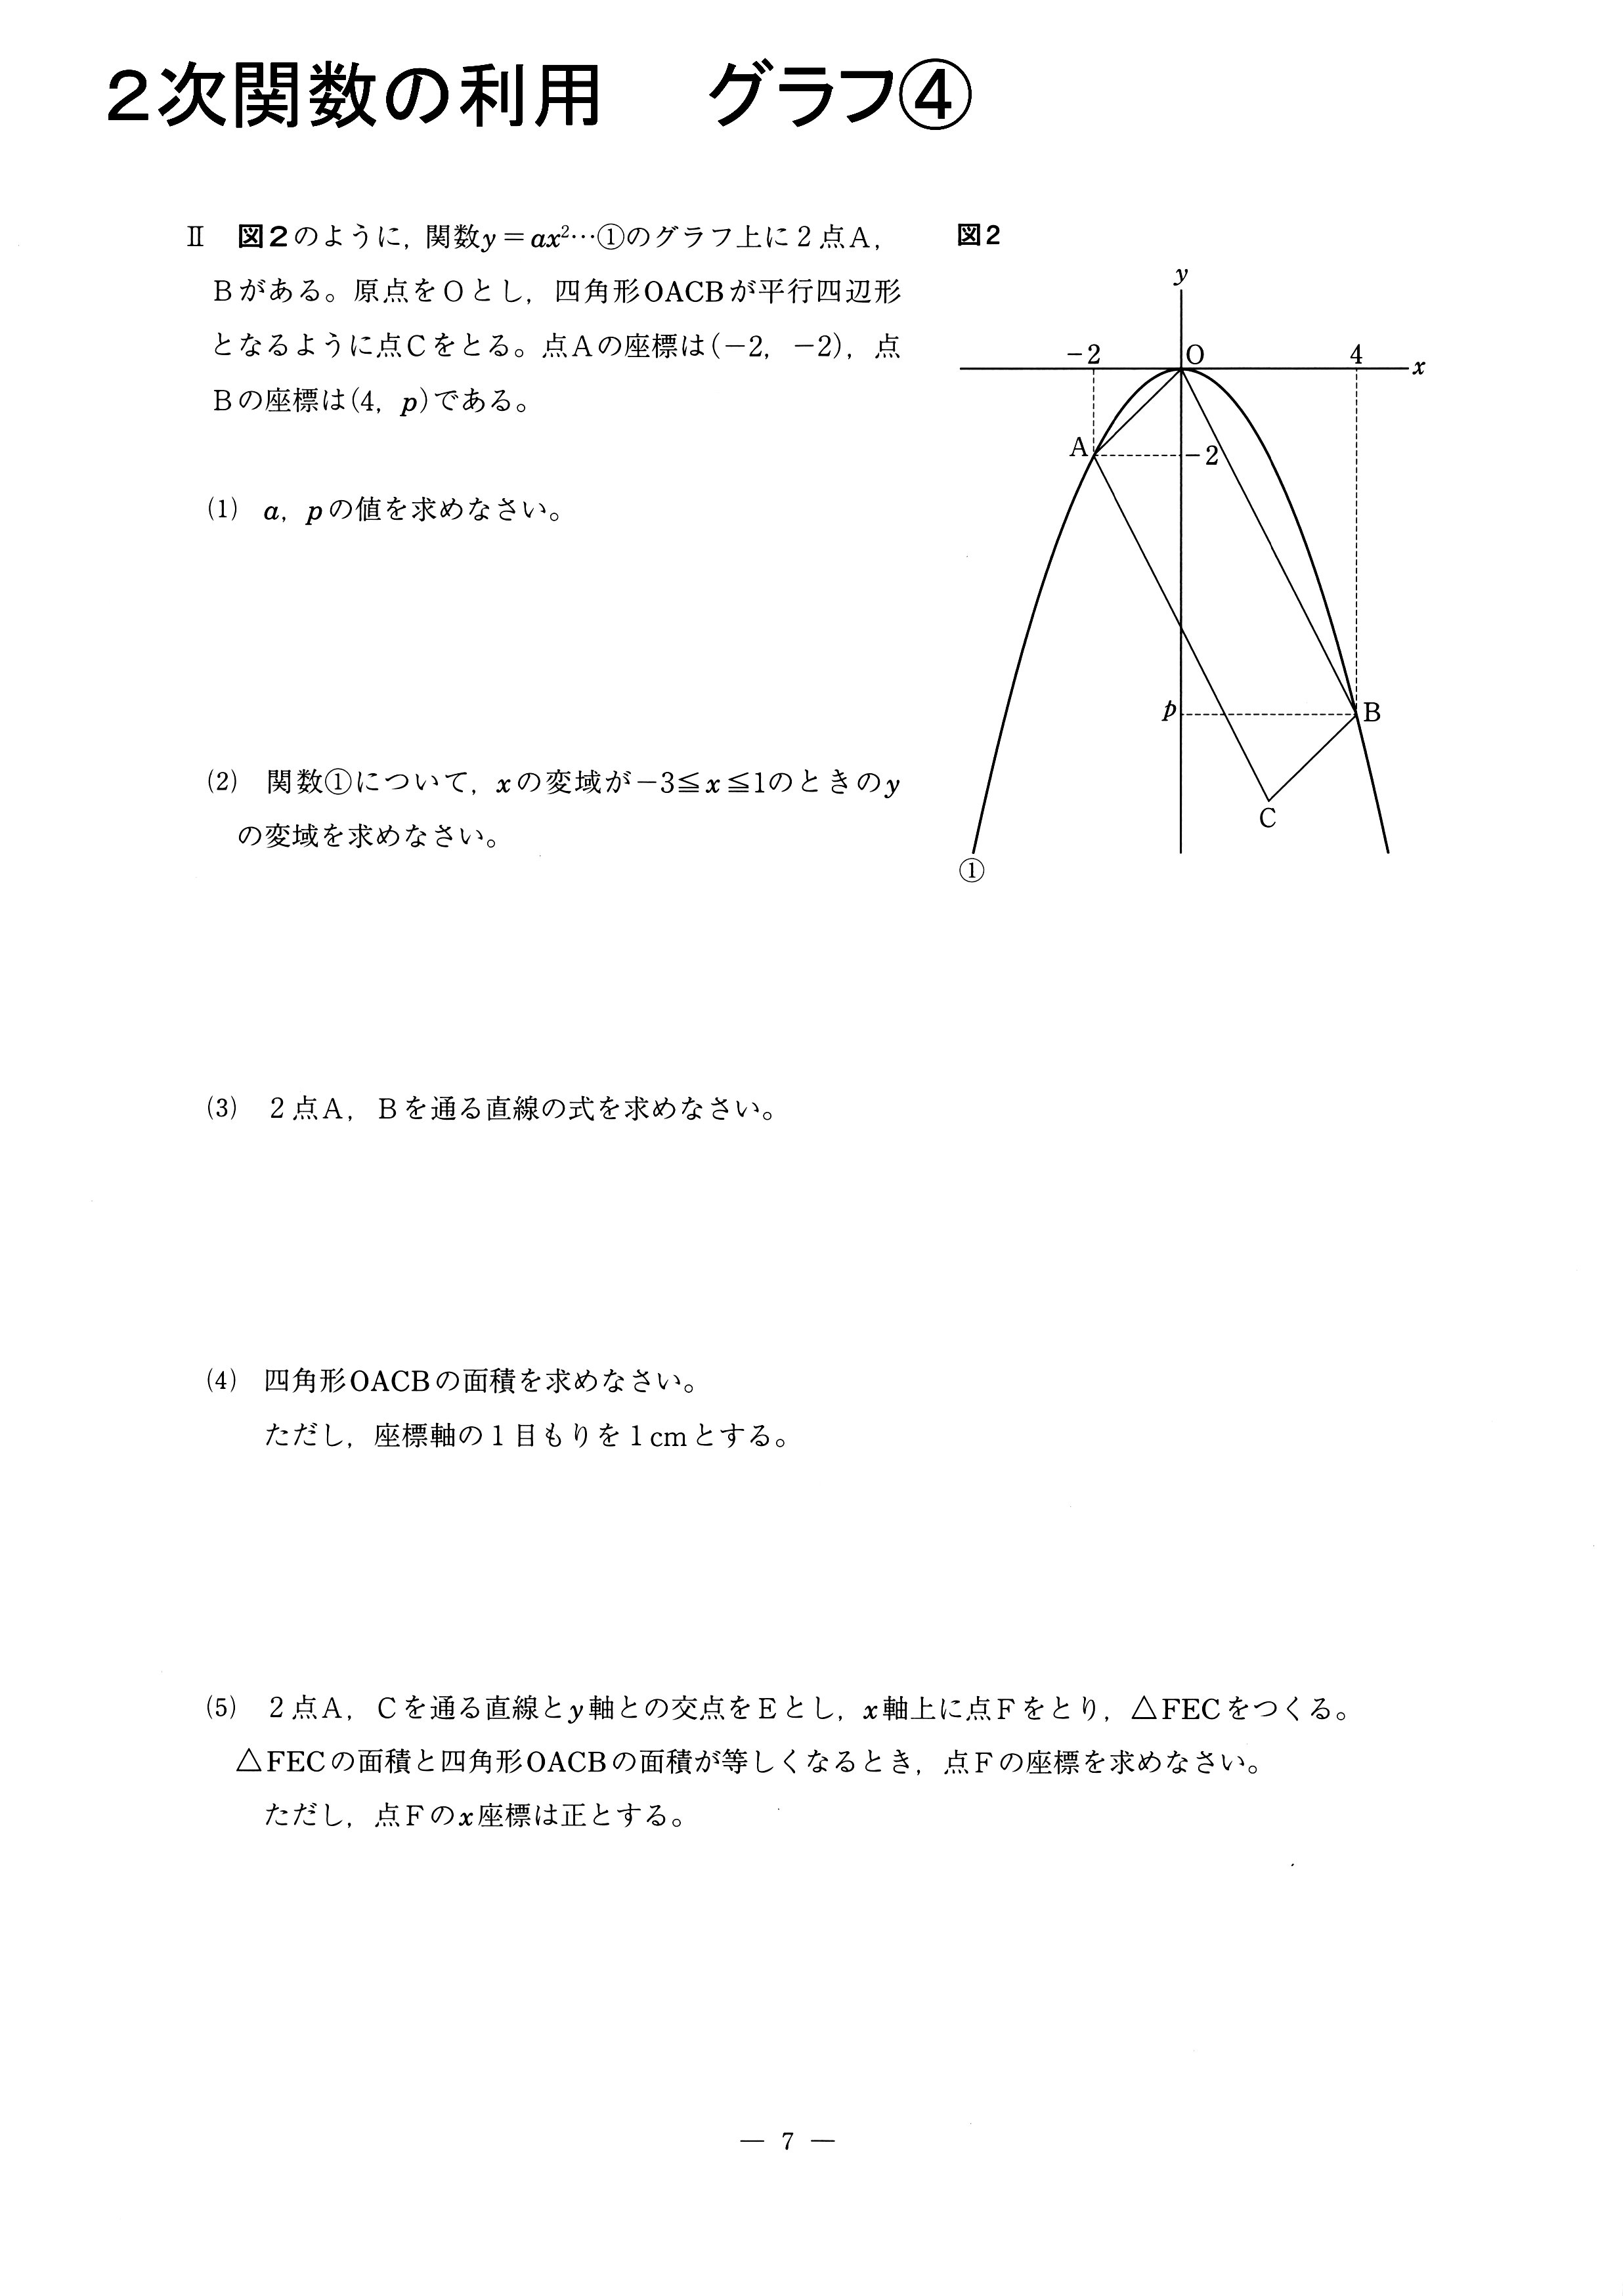 2次関数の利用　グラフ④
Ⅱ　図2のように，関数y＝ax²…①のグラフ上に2点A，
Bがある。原点をOとし，四角形OACBが平行四辺形
となるように点Cをとる。点Aの座標は(－2，－2)，点
Bの座標は(4，p)である。
(1)　a，pの値を求めなさい。
(2)　関数①について，xの変域が－3≦x≦1のときのy
の変域を求めなさい。
(3)　2点A，Bを通る直線の式を求めなさい。
(4)　四角形OACBの面積を求めなさい。
ただし，座標軸の1目もりを1cmとする。
(5)　2点A，Cを通る直線とy軸との交点をEとし，x軸上に点Fをとり，△FECをつくる。
△FECの面積と四角形OACBの面積が等しくなるとき，点Fの座標を求めなさい。
ただし，点Fのx座標は正とする。
図2
y
－2
O
4
x
A
－2
p
B
C
①
― 7 ―